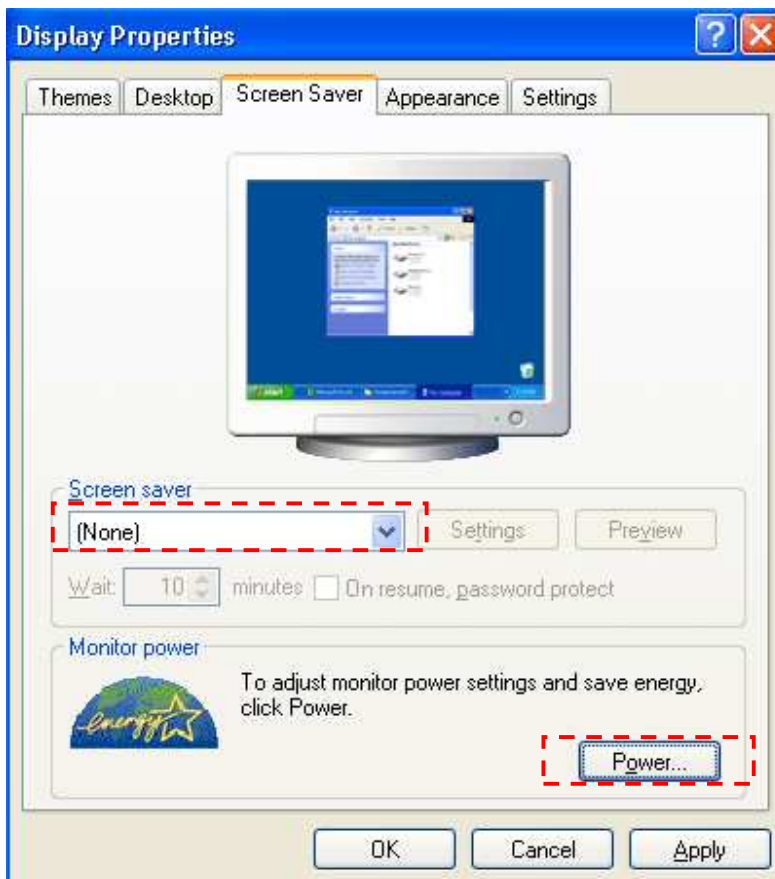 Display Properties
Themes Desktop Screen Saver Appearance Settings
Screen saver
(None) Settings Preview
Wait: 10 minutes On resume, password protect
Monitor power
To adjust monitor power settings and save energy,
click Power.
energy
Power...
OK Cancel Apply